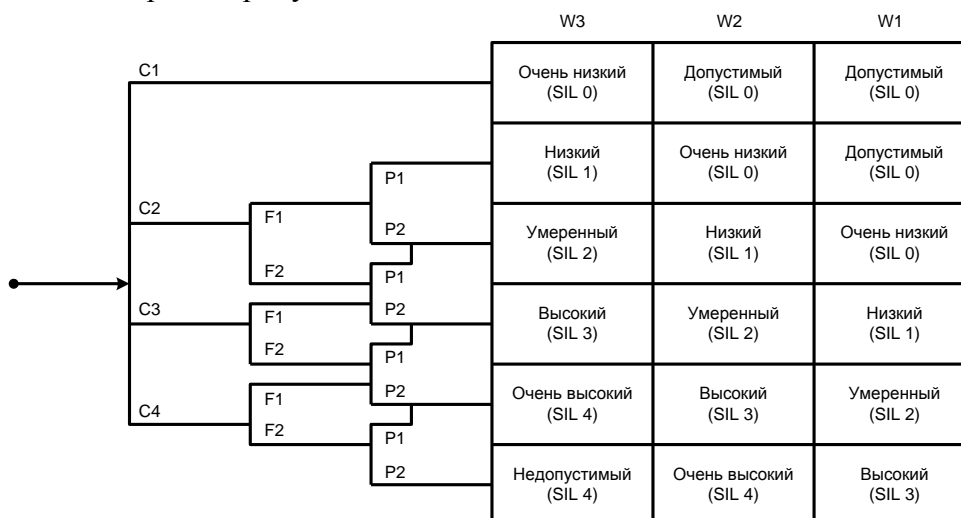 W3 W2 W1
C1
Очень низкий
(SIL 0)
Допустимый
(SIL 0)
Допустимый
(SIL 0)
Низкий
(SIL 1)
Очень низкий
(SIL 0)
Допустимый
(SIL 0)
P1
C2
F1
P2
Умеренный
(SIL 2)
Низкий
(SIL 1)
Очень низкий
(SIL 0)
F2
P1
C3
F1
P2
Высокий
(SIL 3)
Умеренный
(SIL 2)
Низкий
(SIL 1)
F2
P1
F1
P2
Очень высокий
(SIL 4)
Высокий
(SIL 3)
Умеренный
(SIL 2)
C4
F2
P1
P2
Недопустимый
(SIL 4)
Очень высокий
(SIL 4)
Высокий
(SIL 3)